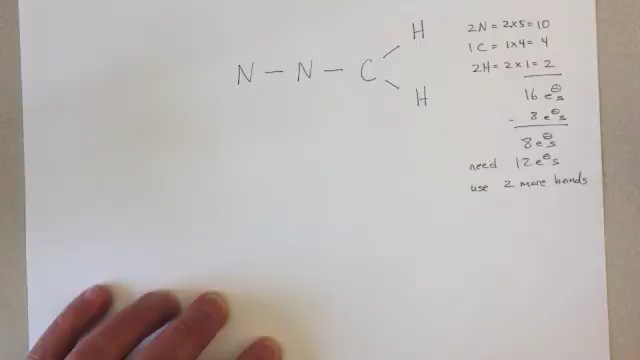 H
N — N — C
H
2N = 2x5 = 10
1C = 1x4 = 4
2H = 2x1 = 2
16 e⊖s
- 8 e⊖s
8 e⊖s
need 12 e⊖s
use 2 more bonds